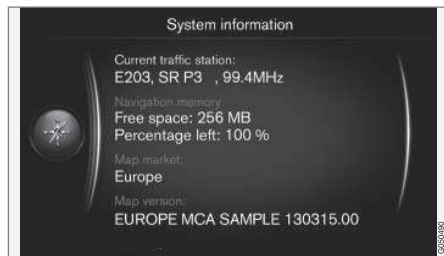 System information
Current traffic station:
E203, SR P3 , 99.4MHz
Navigation memory
Free space: 256 MB
Percentage left: 100 %
Map market:
Europe
Map version:
EUROPE MCA SAMPLE 130315.00
G050490